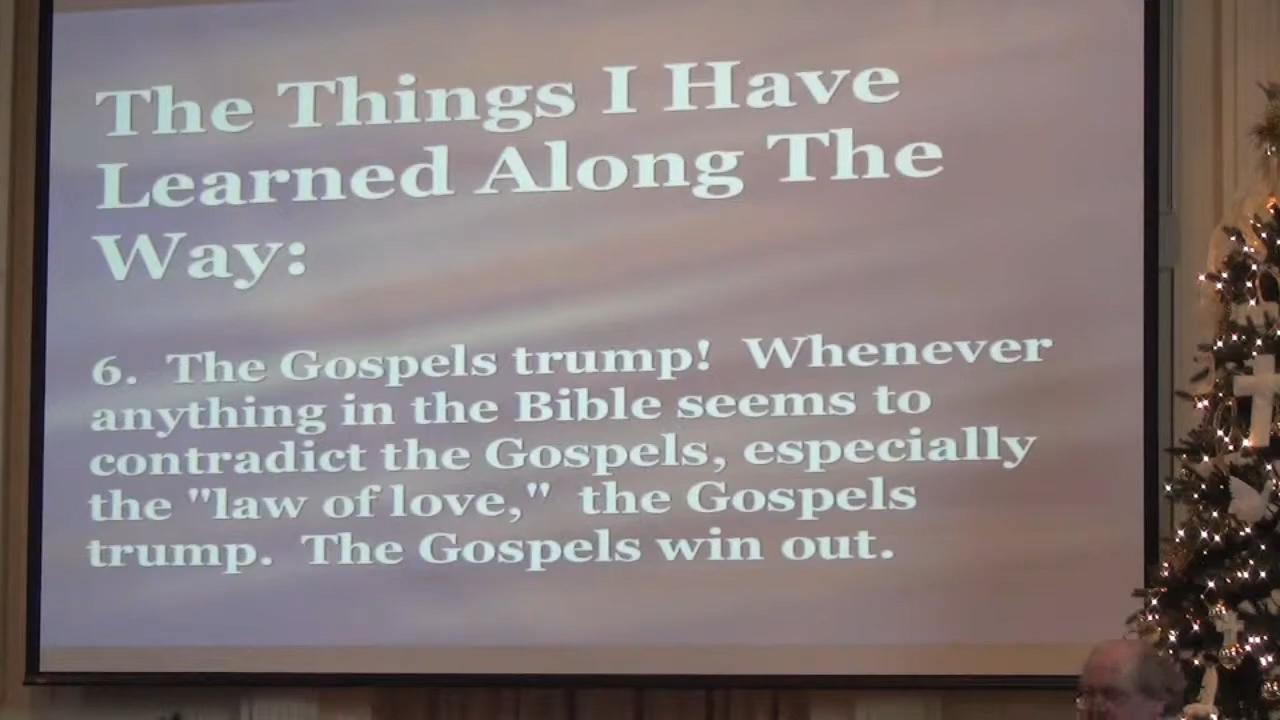 The Things I Have
Learned Along The
Way:
6. The Gospels trump! Whenever
anything in the Bible seems to
contradict the Gospels, especially
the "law of love," the Gospels
trump. The Gospels win out.